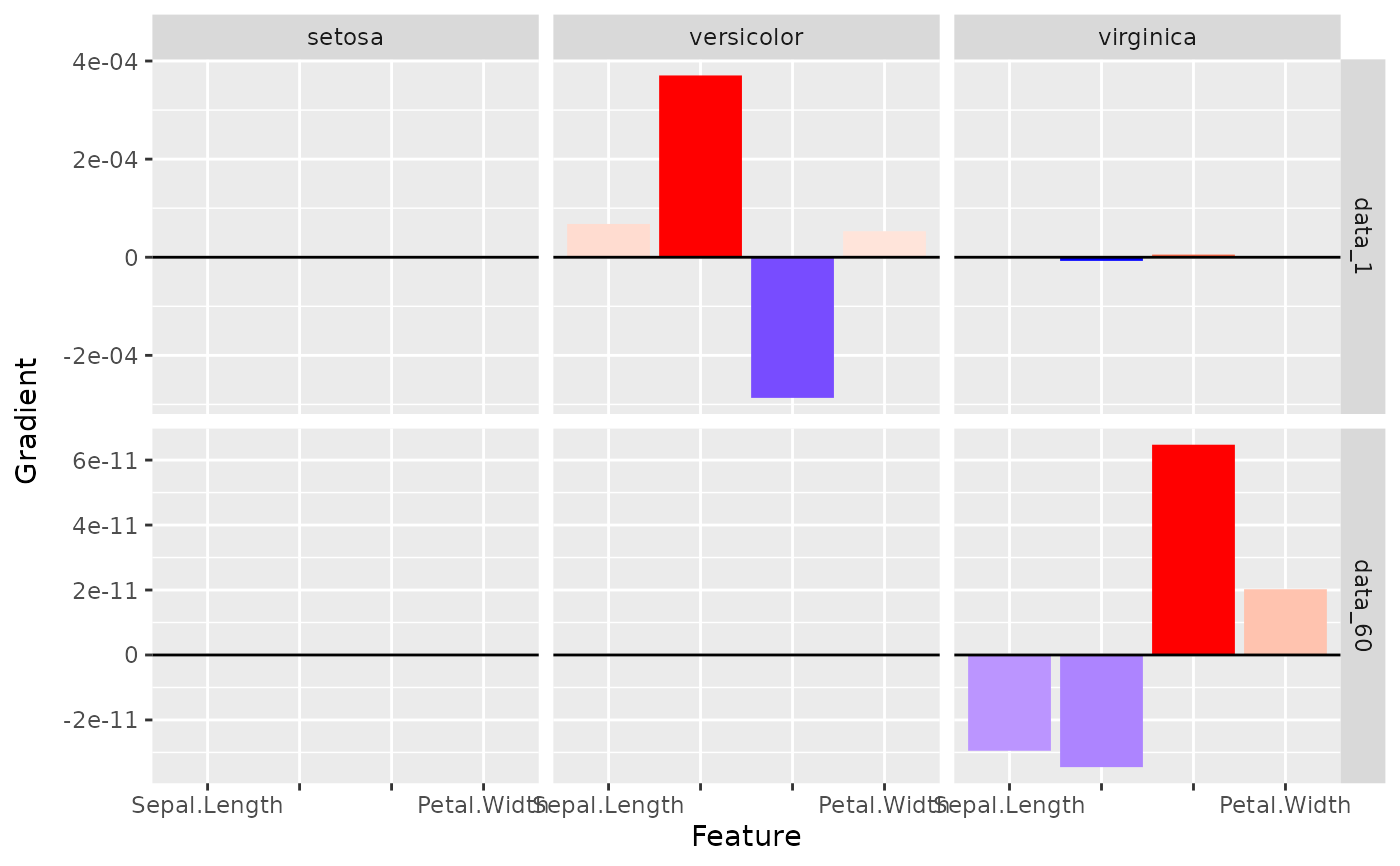 setosa versicolor virginica
4e-04
2e-04
0
-2e-04
data_1
Gradient
6e-11
4e-11
2e-11
0
-2e-11
data_60
Sepal.Length Petal.Width Sepal.Length Petal.Width Sepal.Length Petal.Width
Feature